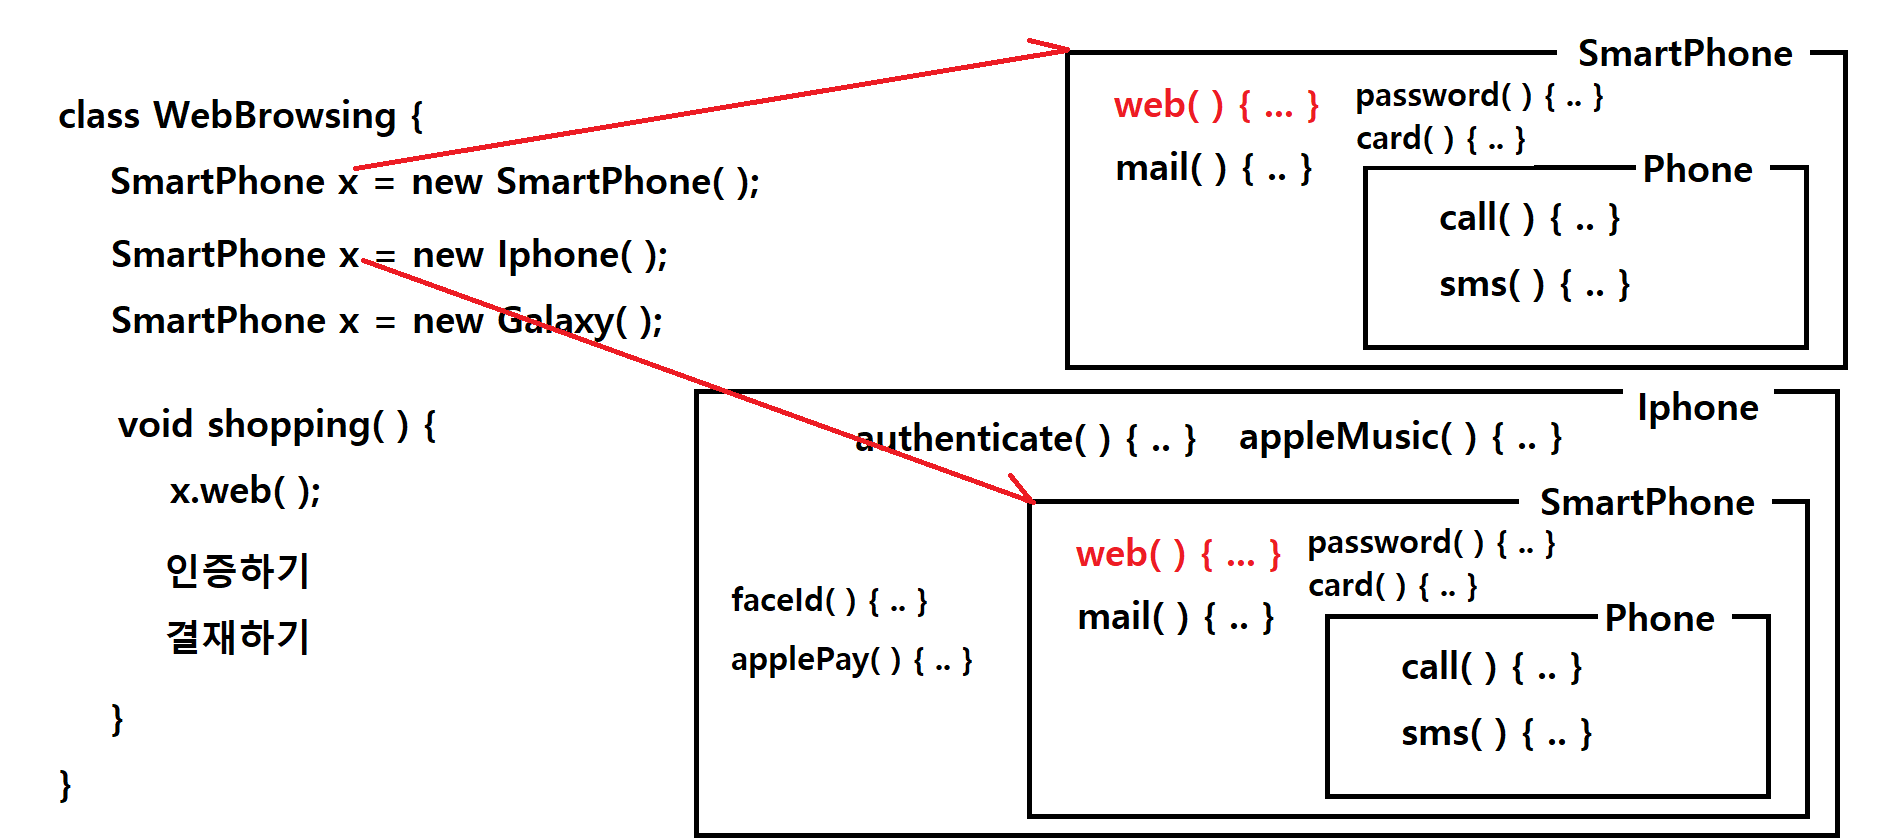 class WebBrowsing {
SmartPhone x = new SmartPhone( );
SmartPhone x = new Iphone( );
SmartPhone x = new Galaxy( );
void shopping( ) {
x.web( );
인증하기
결재하기
}
}
SmartPhone
web( ) { ... }
password( ) { .. }
card( ) { .. }
mail( ) { .. }
Phone
call( ) { .. }
sms( ) { .. }
Iphone
authenticate( ) { .. }
appleMusic( ) { .. }
faceId( ) { .. }
applePay( ) { .. }
SmartPhone
web( ) { ... }
password( ) { .. }
card( ) { .. }
mail( ) { .. }
Phone
call( ) { .. }
sms( ) { .. }